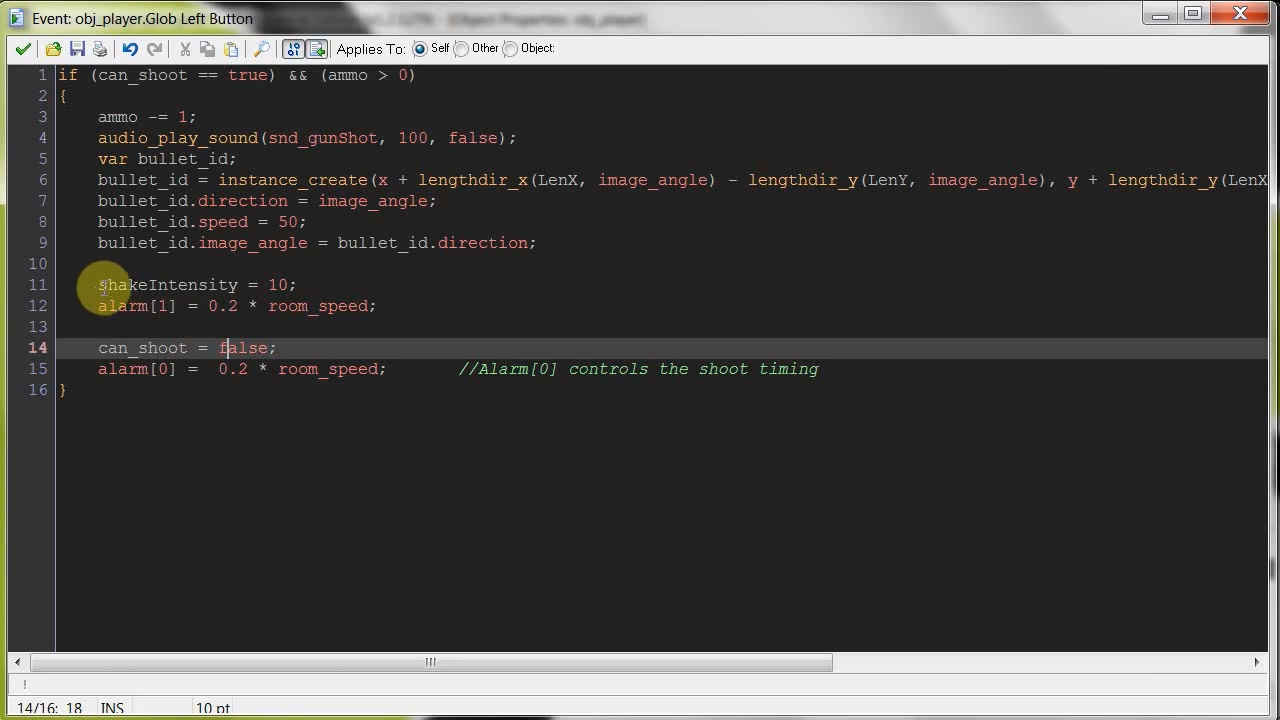 Event: obj_player.Glob Left Button
Applies To: Self Other Object:
1 if (can_shoot == true) && (ammo > 0)
2 {
3 ammo -= 1;
4 audio_play_sound(snd_gunShot, 100, false);
5 var bullet_id;
6 bullet_id = instance_create(x + lengthdir_x(LenX, image_angle) - lengthdir_y(LenY, image_angle), y + lengthdir_y(LenX
7 bullet_id.direction = image_angle;
8 bullet_id.speed = 50;
9 bullet_id.image_angle = bullet_id.direction;
10
11 shakeIntensity = 10;
12 alarm[1] = 0.2 * room_speed;
13
14 can_shoot = false;
15 alarm[0] =  0.2 * room_speed; //Alarm[0] controls the shoot timing
16 }
!
14/16: 18 INS 10 pt